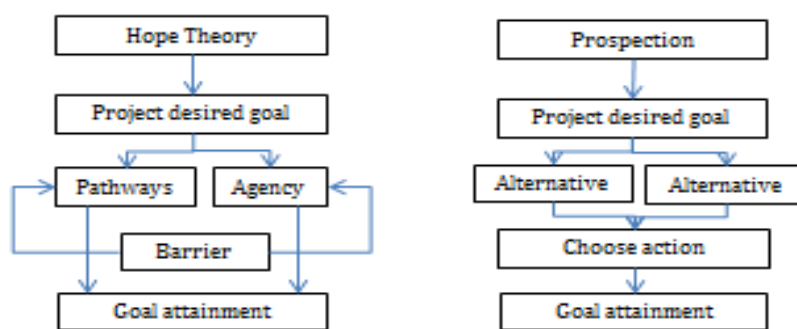 Hope Theory
Project desired goal
Pathways
Agency
Barrier
Goal attainment
Prospection
Project desired goal
Alternative
Alternative
Choose action
Goal attainment